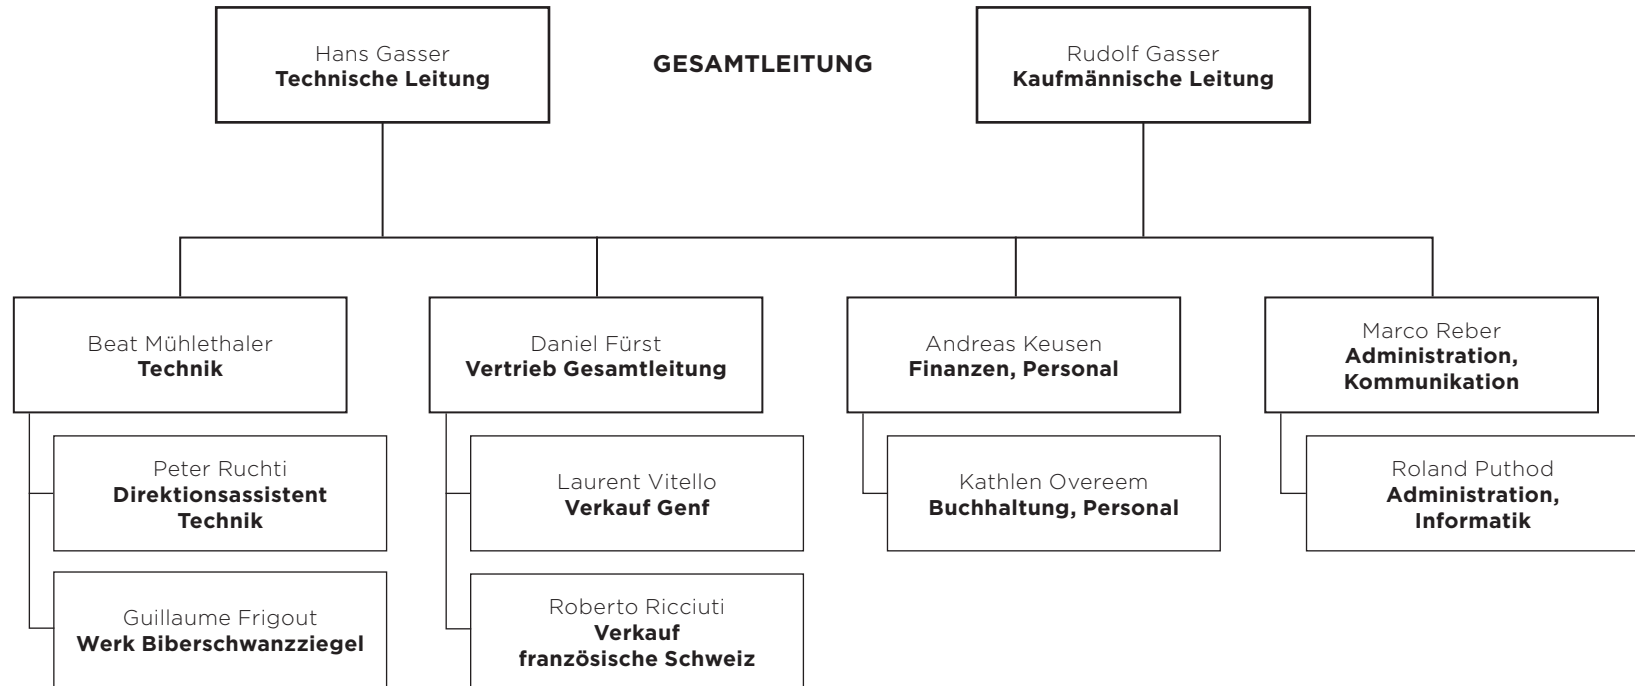 Hans Gasser
Technische Leitung
GESAMTLEITUNG
Rudolf Gasser
Kaufmännische Leitung
Beat Mühlethaler
Technik
Daniel Fürst
Vertrieb Gesamtleitung
Andreas Keusen
Finanzen, Personal
Marco Reber
Administration,
Kommunikation
Peter Ruchti
Direktionsassistent
Technik
Laurent Vitello
Verkauf Genf
Kathlen Overeem
Buchhaltung, Personal
Roland Puthod
Administration,
Informatik
Guillaume Frigout
Werk Biberschwanzziegel
Roberto Ricciuti
Verkauf
französische Schweiz